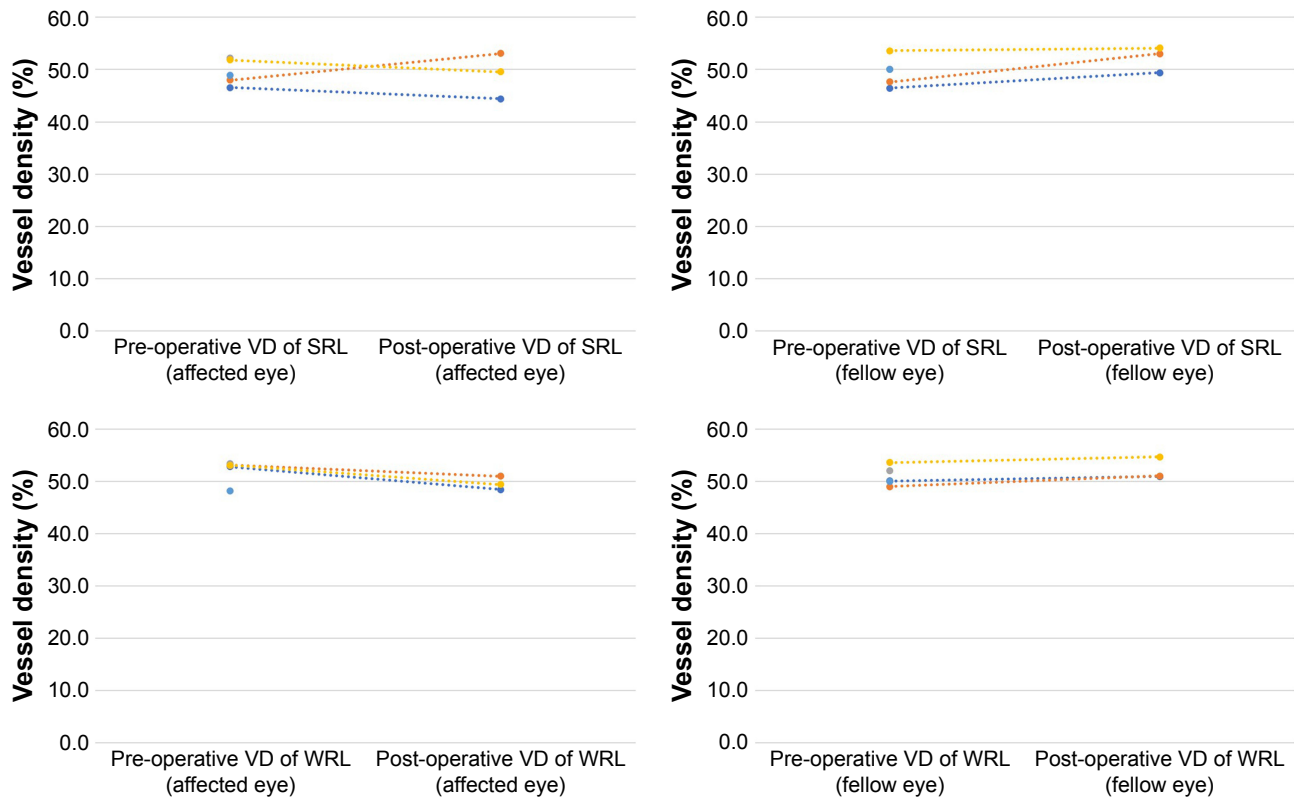 Vessel density (%)
60.0
50.0
40.0
30.0
20.0
10.0
0.0
Pre-operative VD of SRL
(affected eye)
Post-operative VD of SRL
(affected eye)
Vessel density (%)
60.0
50.0
40.0
30.0
20.0
10.0
0.0
Pre-operative VD of SRL
(fellow eye)
Post-operative VD of SRL
(fellow eye)
Vessel density (%)
60.0
50.0
40.0
30.0
20.0
10.0
0.0
Pre-operative VD of WRL
(affected eye)
Post-operative VD of WRL
(affected eye)
Vessel density (%)
60.0
50.0
40.0
30.0
20.0
10.0
0.0
Pre-operative VD of WRL
(fellow eye)
Post-operative VD of WRL
(fellow eye)